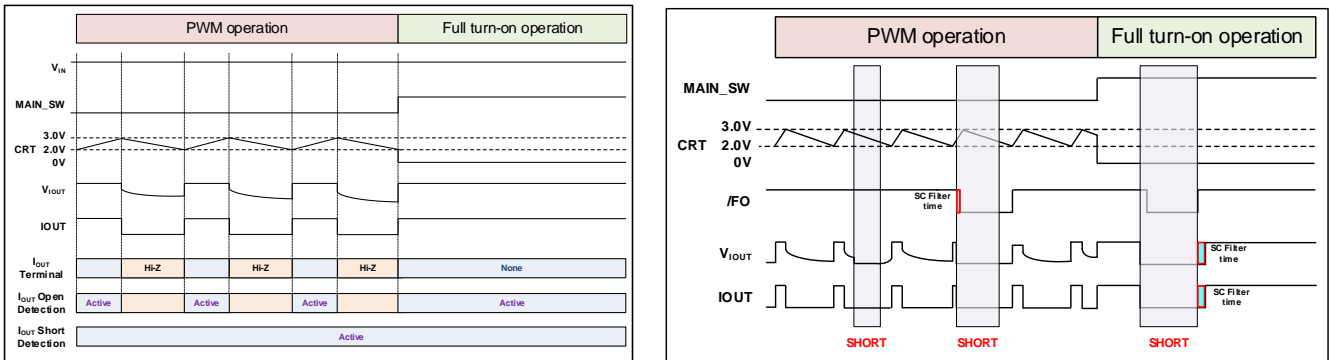 PWM operation Full turn-on operation
VIN
MAIN_SW
3.0V
CRT 2.0V
0V
VIOUT
IOUT
IOUT Terminal Hi-Z Hi-Z Hi-Z None
IOUT Open Detection Active Active Active Active
IOUT Short Detection Active
PWM operation Full turn-on operation
MAIN_SW
3.0V
CRT 2.0V
0V
/FO SC Filter time
VIOUT SC Filter time
IOUT SC Filter time
SHORT SHORT SHORT